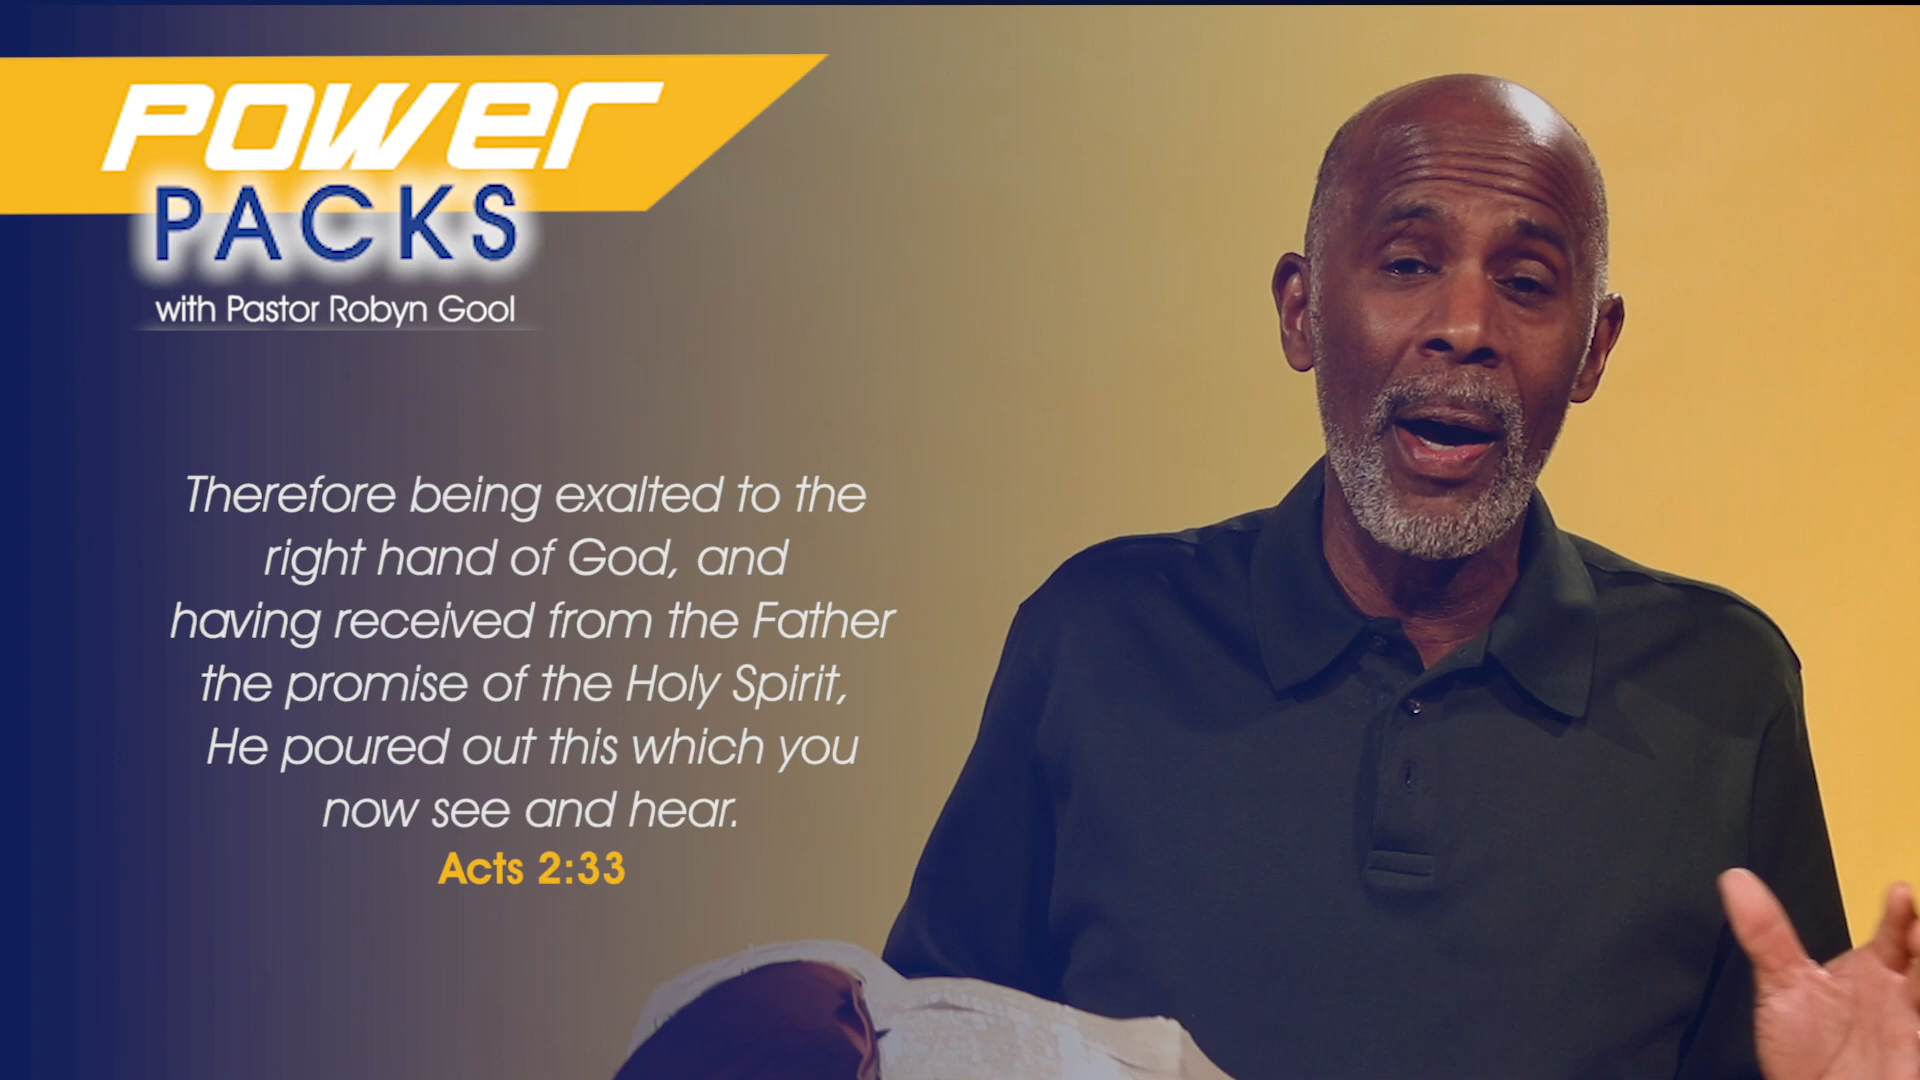 Power
PACKS
with Pastor Robyn Gool
Therefore being exalted to the
right hand of God, and
having received from the Father
the promise of the Holy Spirit,
He poured out this which you
now see and hear.
Acts 2:33